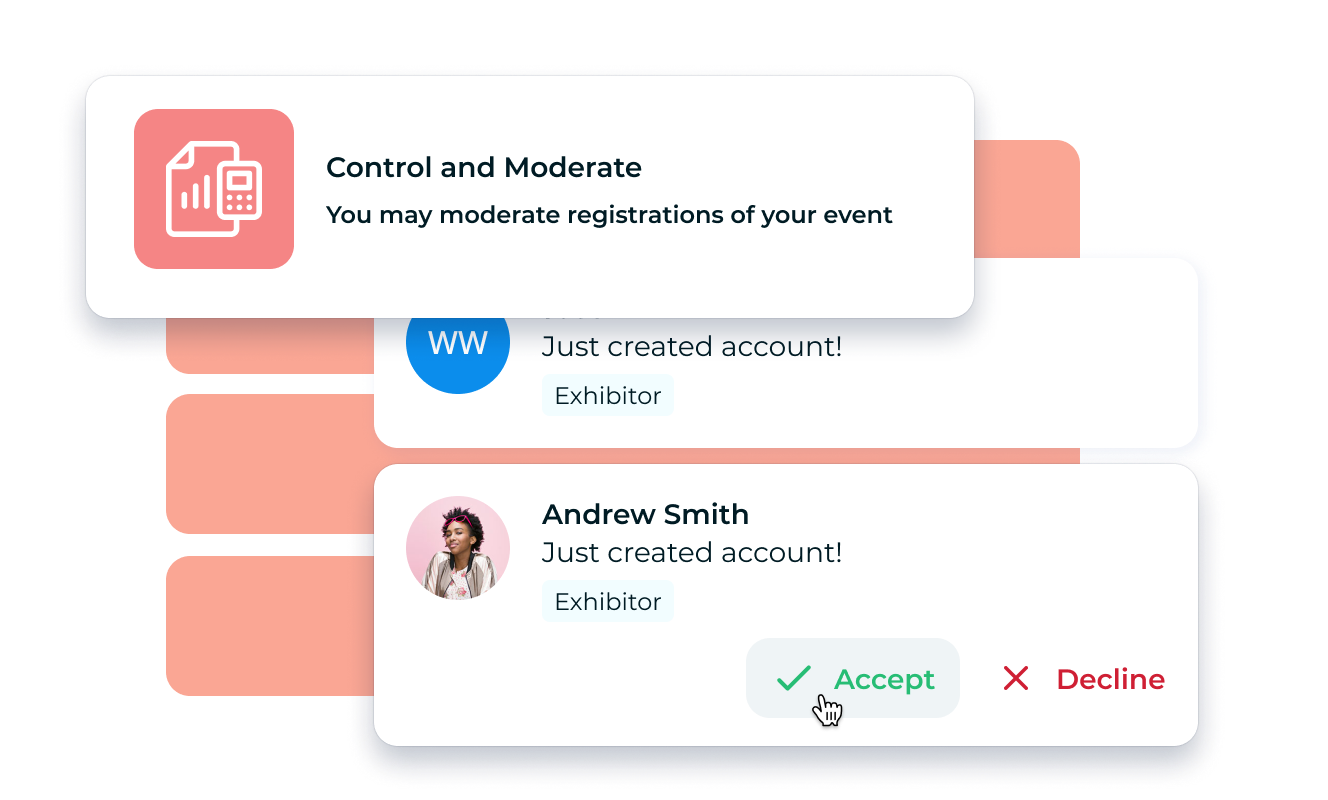 Control and Moderate
You may moderate registrations of your event
WW
Just created account!
Exhibitor
Andrew Smith
Just created account!
Exhibitor
Accept
Decline